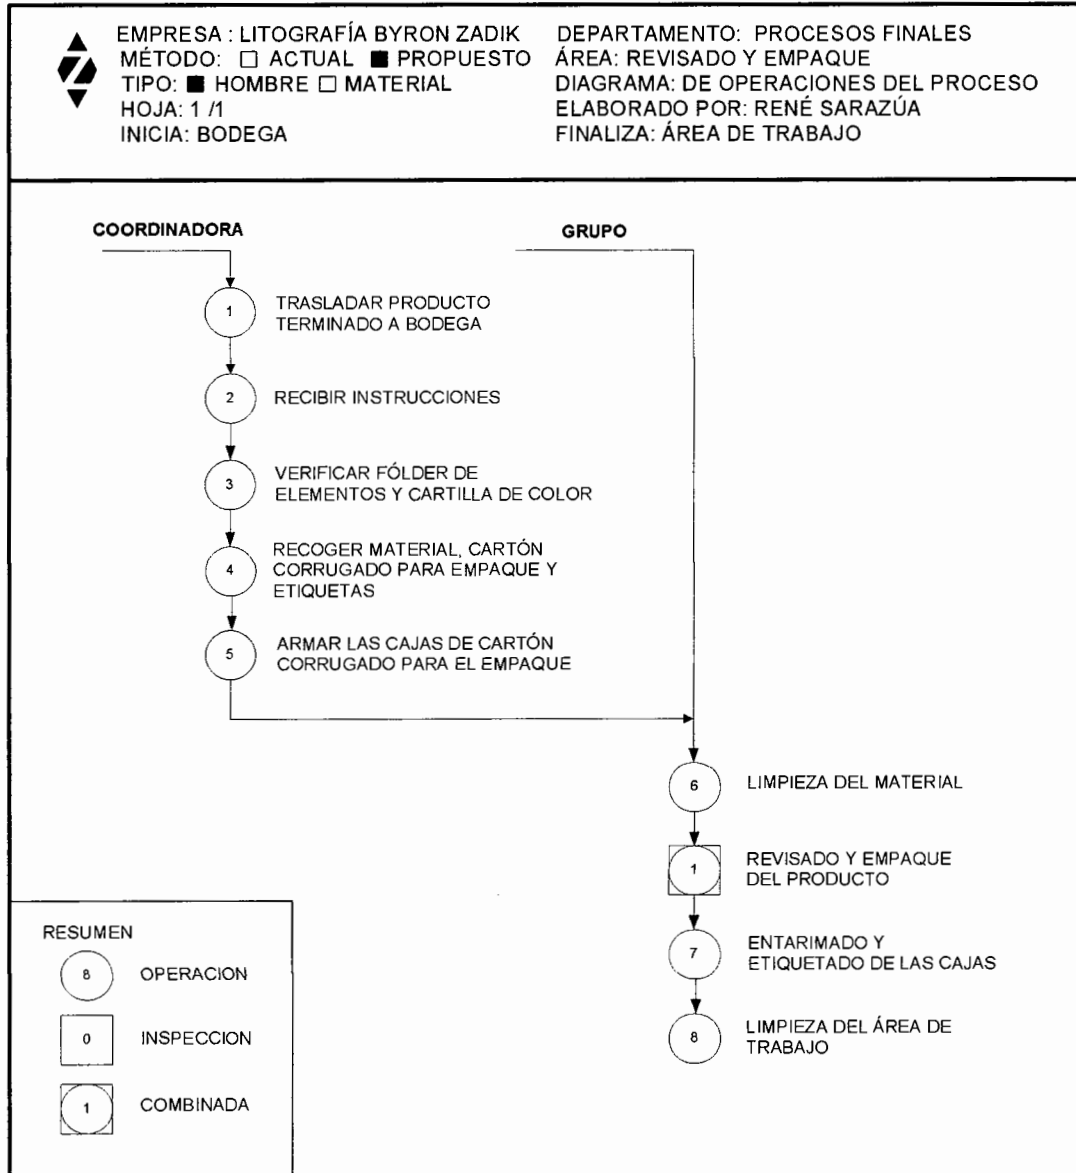 EMPRESA : LITOGRAFÍA BYRON ZADIK
MÉTODO: □ ACTUAL ■ PROPUESTO
TIPO: ■ HOMBRE □ MATERIAL
HOJA: 1 /1
INICIA: BODEGA
DEPARTAMENTO: PROCESOS FINALES
ÁREA: REVISADO Y EMPAQUE
DIAGRAMA: DE OPERACIONES DEL PROCESO
ELABORADO POR: RENÉ SARAZÚA
FINALIZA: ÁREA DE TRABAJO
Z
COORDINADORA
1
TRASLADAR PRODUCTO
TERMINADO A BODEGA
2
RECIBIR INSTRUCCIONES
3
VERIFICAR FÓLDER DE
ELEMENTOS Y CARTILLA DE COLOR
4
RECOGER MATERIAL, CARTÓN
CORRUGADO PARA EMPAQUE Y
ETIQUETAS
5
ARMAR LAS CAJAS DE CARTÓN
CORRUGADO PARA EL EMPAQUE
GRUPO
6
LIMPIEZA DEL MATERIAL
1
REVISADO Y EMPAQUE
DEL PRODUCTO
7
ENTARIMADO Y
ETIQUETADO DE LAS CAJAS
8
LIMPIEZA DEL ÁREA DE
TRABAJO
RESUMEN
8
OPERACION
0
INSPECCION
1
COMBINADA